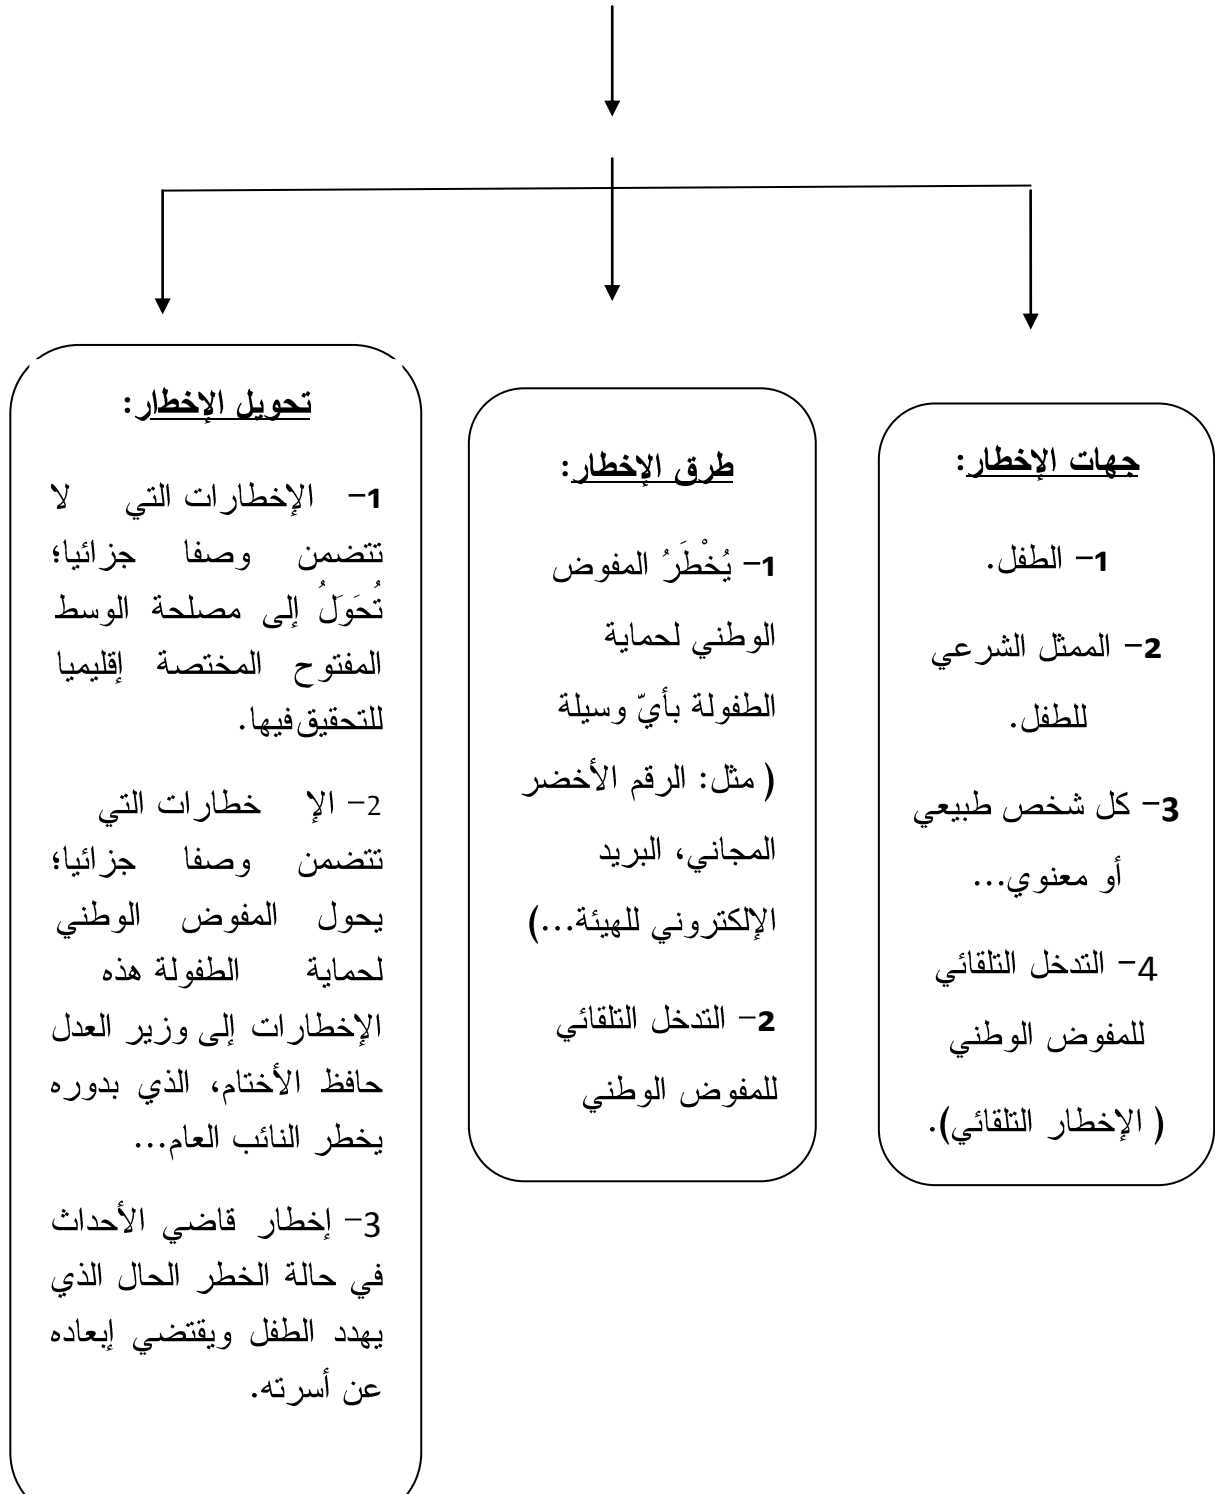 جهات الإخطار:
1- الطفل.
2- الممثل الشرعي
للطفل.
3- كل شخص طبيعي
أو معنوي...
4- التدخل التلقائي
للمفوض الوطني
( الإخطار التلقائي).
طرق الإخطار:
1- يُخْطَرُ المفوض
الوطني لحماية
الطفولة بأيّ وسيلة
( مثل: الرقم الأخضر
المجاني، البريد
الإلكتروني للهيئة...)
2- التدخل التلقائي
للمفوض الوطني
تحويل الإخطار:
1- الإخطارات التي لا
تتضمن وصفا جزائيا؛
تُحَوَلُ إلى مصلحة الوسط
المفتوح المختصة إقليميا
للتحقيق فيها.
2- الإ خطارات التي
تتضمن وصفا جزائيا؛
يحول المفوض الوطني
لحماية الطفولة هذه
الإخطارات إلى وزير العدل
حافظ الأختام، الذي بدوره
يخطر النائب العام...
3- إخطار قاضي الأحداث
في حالة الخطر الحال الذي
يهدد الطفل ويقتضي إبعاده
عن أسرته.